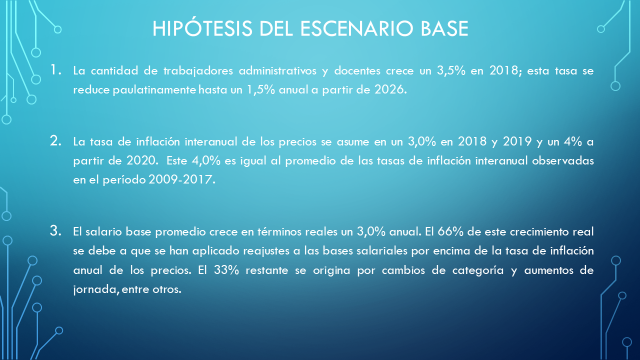 HIPÓTESIS DEL ESCENARIO BASE
1. La cantidad de trabajadores administrativos y docentes crece un 3,5% en 2018; esta tasa se
reduce paulatinamente hasta un 1,5% anual a partir de 2026.
2. La tasa de inflación interanual de los precios se asume en un 3,0% en 2018 y 2019 y un 4% a
partir de 2020. Este 4,0% es igual al promedio de las tasas de inflación interanual observadas
en el período 2009-2017.
3. El salario base promedio crece en términos reales un 3,0% anual. El 66% de este crecimiento real
se debe a que se han aplicado reajustes a las bases salariales por encima de la tasa de inflación
anual de los precios. El 33% restante se origina por cambios de categoría y aumentos de
jornada, entre otros.